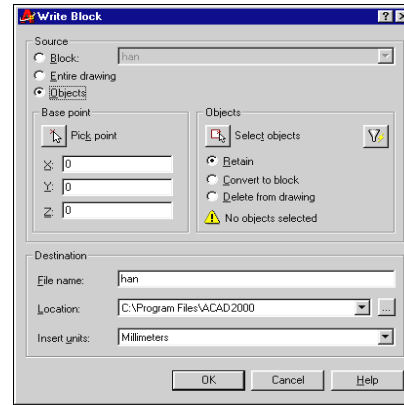 Write Block
Source
Block: han
Entire drawing
Objects
Base point
Pick point
X: 0
Y: 0
Z: 0
Objects
Select objects
Retain
Convert to block
Delete from drawing
No objects selected
Destination
File name: han
Location: C:\Program Files\ACAD2000 ...
Insert units: Millimeters
OK Cancel Help